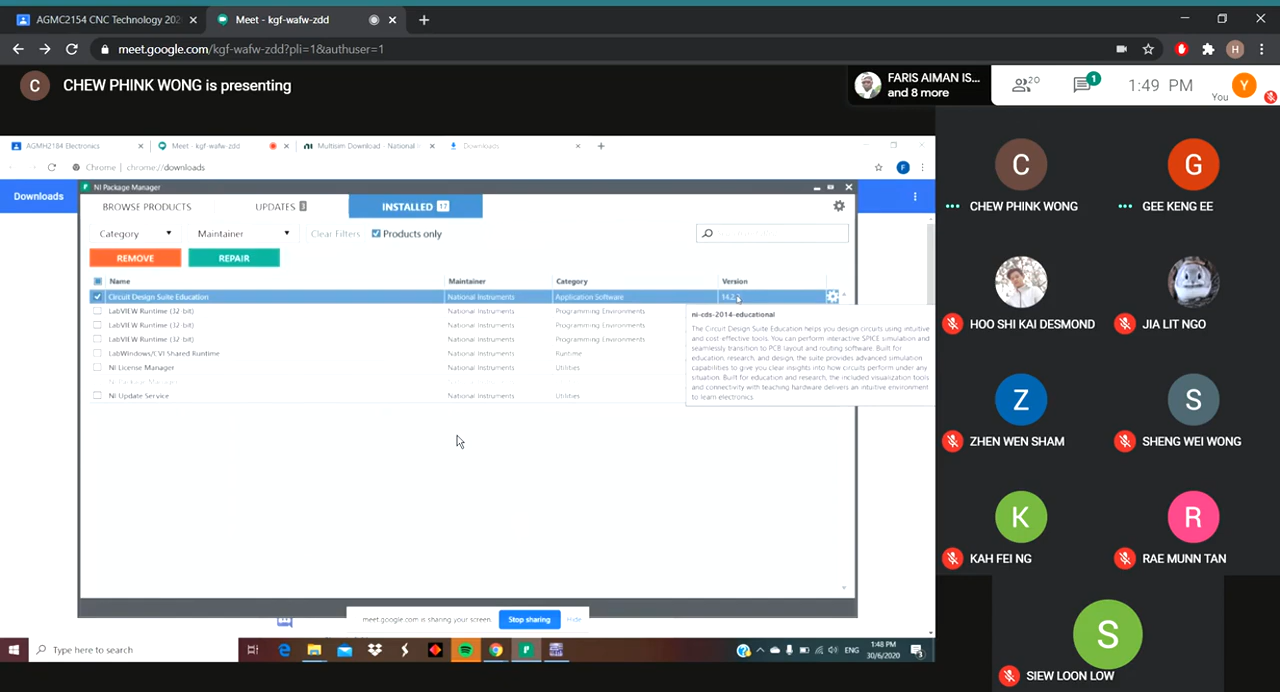 AGMC2154 CNC Technology 202
Meet - kgf-wafw-zdd
meet.google.com/kgf-wafw-zdd?pli=1&authuser=1
H
C CHEW PHINK WONG is presenting
FARIS AIMAN IS...
and 8 more
20
1
1:49 PM
You
Y
AGMH2184 Electronics
Meet - kgf-wafw-zdd
Multisim Download - National
Downloads
Chrome | chrome://downloads
F
Downloads
NI Package Manager
BROWSE PRODUCTS
UPDATES 3
INSTALLED 17
Category
Maintainer
Clear Filters
Products only
REMOVE
REPAIR
Name Maintainer Category Version
Circuit Design Suite Education National Instruments Application Software 14.2.2
LabVIEW Runtime (32-bit) National Instruments Programming Environments
LabVIEW Runtime (32-bit) National Instruments Programming Environments
LabVIEW Runtime (32-bit) National Instruments Programming Environments
LabWindows/CVI Shared Runtime National Instruments Runtime
NI License Manager National Instruments Utilities
NI Package Manager
NI Update Service National Instruments Utilities
ni-cds-2014-educational
The Circuit Design Suite Education helps you design circuits using intuitive
and cost effective tools. You can perform interactive SPICE simulation and
seamlessly transition to PCB layout and routing software. Built for
education, research, and design, the suite provides advanced simulation
capabilities to give you clear insights into how circuits perform under any
situation. Built for education and research, the included visualization tools
and connectivity with teaching hardware delivers an intuitive environment
to learn electronics.
meet.google.com is sharing your screen.
Stop sharing
Hide
Type here to search
ENG
1:48 PM
30/6/2020
3
C
CHEW PHINK WONG
G
GEE KENG EE
HOO SHI KAI DESMOND
JIA LIT NGO
Z
ZHEN WEN SHAM
S
SHENG WEI WONG
K
KAH FEI NG
R
RAE MUNN TAN
S
SIEW LOON LOW